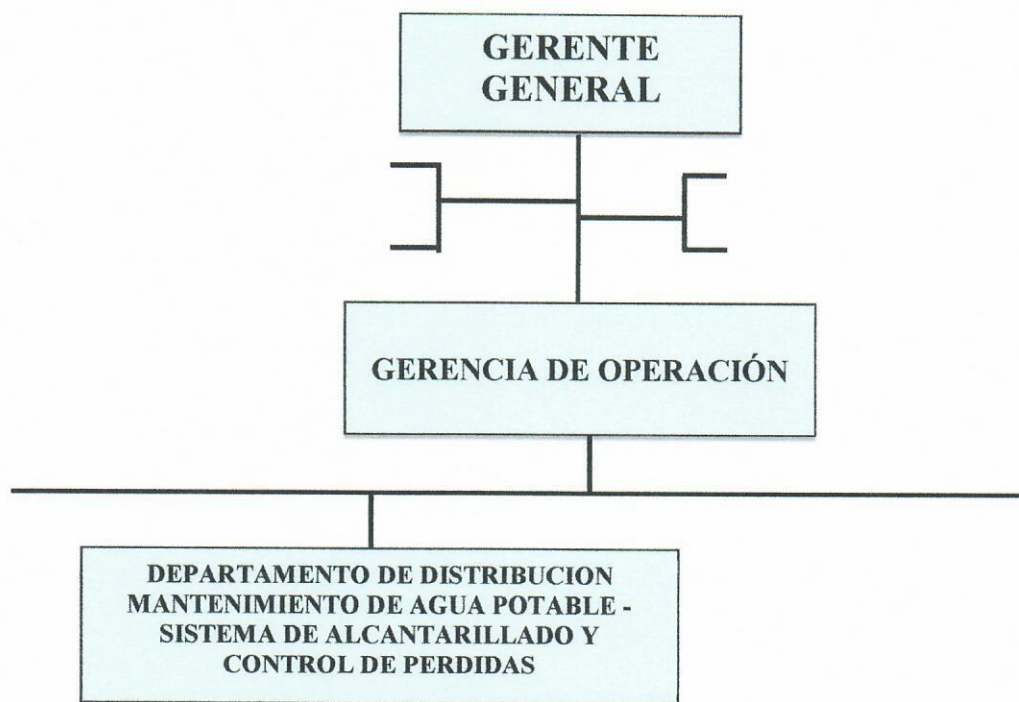 GERENTE
GENERAL
GERENCIA DE OPERACIÓN
DEPARTAMENTO DE DISTRIBUCION
MANTENIMIENTO DE AGUA POTABLE -
SISTEMA DE ALCANTARILLADO Y
CONTROL DE PERDIDAS